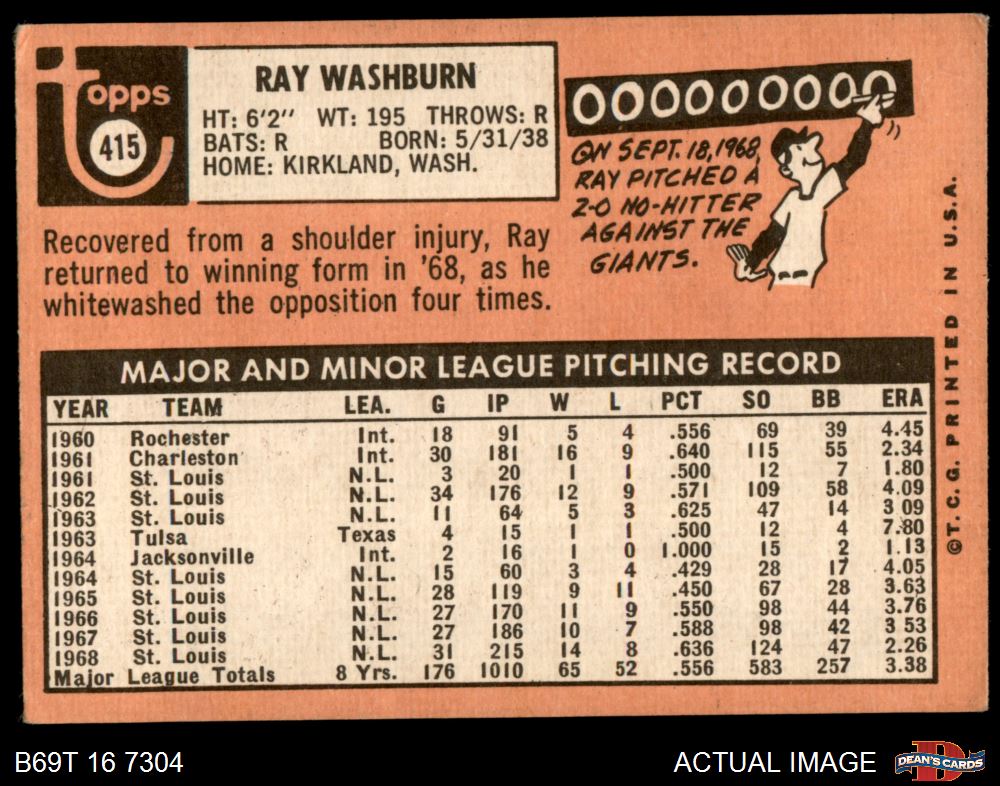 topps
415
RAY WASHBURN
HT: 6'2" WT: 195 THROWS: R
BATS: R BORN: 5/31/38
HOME: KIRKLAND, WASH.
000000000
ON SEPT. 18, 1968,
RAY PITCHED A
2-0 NO-HITTER
AGAINST THE
GIANTS.
Recovered from a shoulder injury, Ray
returned to winning form in '68, as he
whitewashed the opposition four times.
MAJOR AND MINOR LEAGUE PITCHING RECORD
YEAR TEAM LEA. G IP W L PCT SO BB ERA
1960 Rochester Int. 18 91 5 4 .556 69 39 4.45
1961 Charleston Int. 30 181 16 9 .640 115 55 2.34
1961 St. Louis N.L. 3 20 1 1 .500 12 7 1.80
1962 St. Louis N.L. 34 176 12 9 .571 109 58 4.09
1963 St. Louis N.L. 11 64 5 3 .625 47 14 3.09
1963 Tulsa Texas 4 15 1 1 .500 12 4 7.80
1964 Jacksonville Int. 2 16 1 0 1.000 15 2 1.13
1964 St. Louis N.L. 15 60 3 4 .429 28 17 4.05
1965 St. Louis N.L. 28 119 9 11 .450 67 28 3.63
1966 St. Louis N.L. 27 170 11 9 .550 98 44 3.76
1967 St. Louis N.L. 27 186 10 7 .588 98 42 3.53
1968 St. Louis N.L. 31 215 14 8 .636 124 47 2.26
Major League Totals 8 Yrs. 176 1010 65 52 .556 583 257 3.38
©T.C.G. PRINTED IN U.S.A.
B69T 16 7304
ACTUAL IMAGE
DEAN'S CARDS